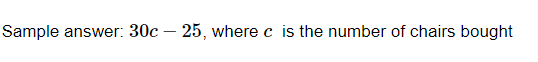 Sample answer: 30c − 25, where c is the number of chairs bought